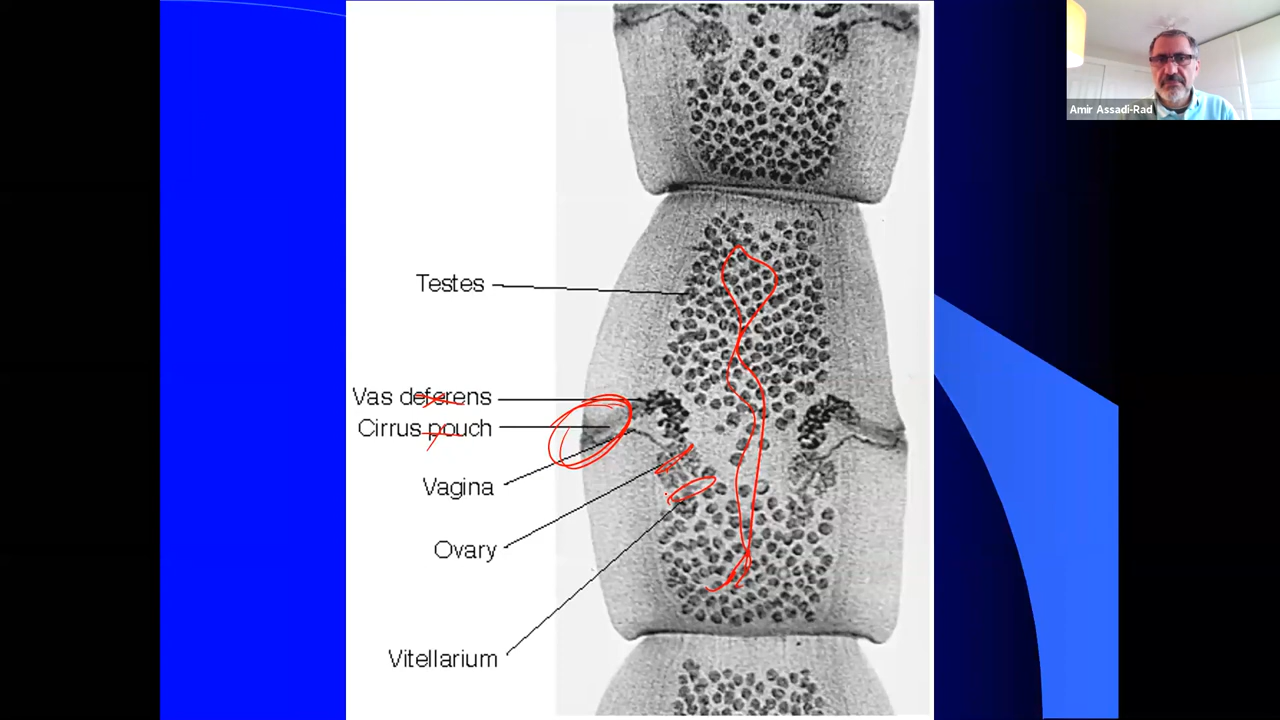 Amir Assadi-Rad
Testes
Vas deferens
Cirrus pouch
Vagina
Ovary
Vitellarium